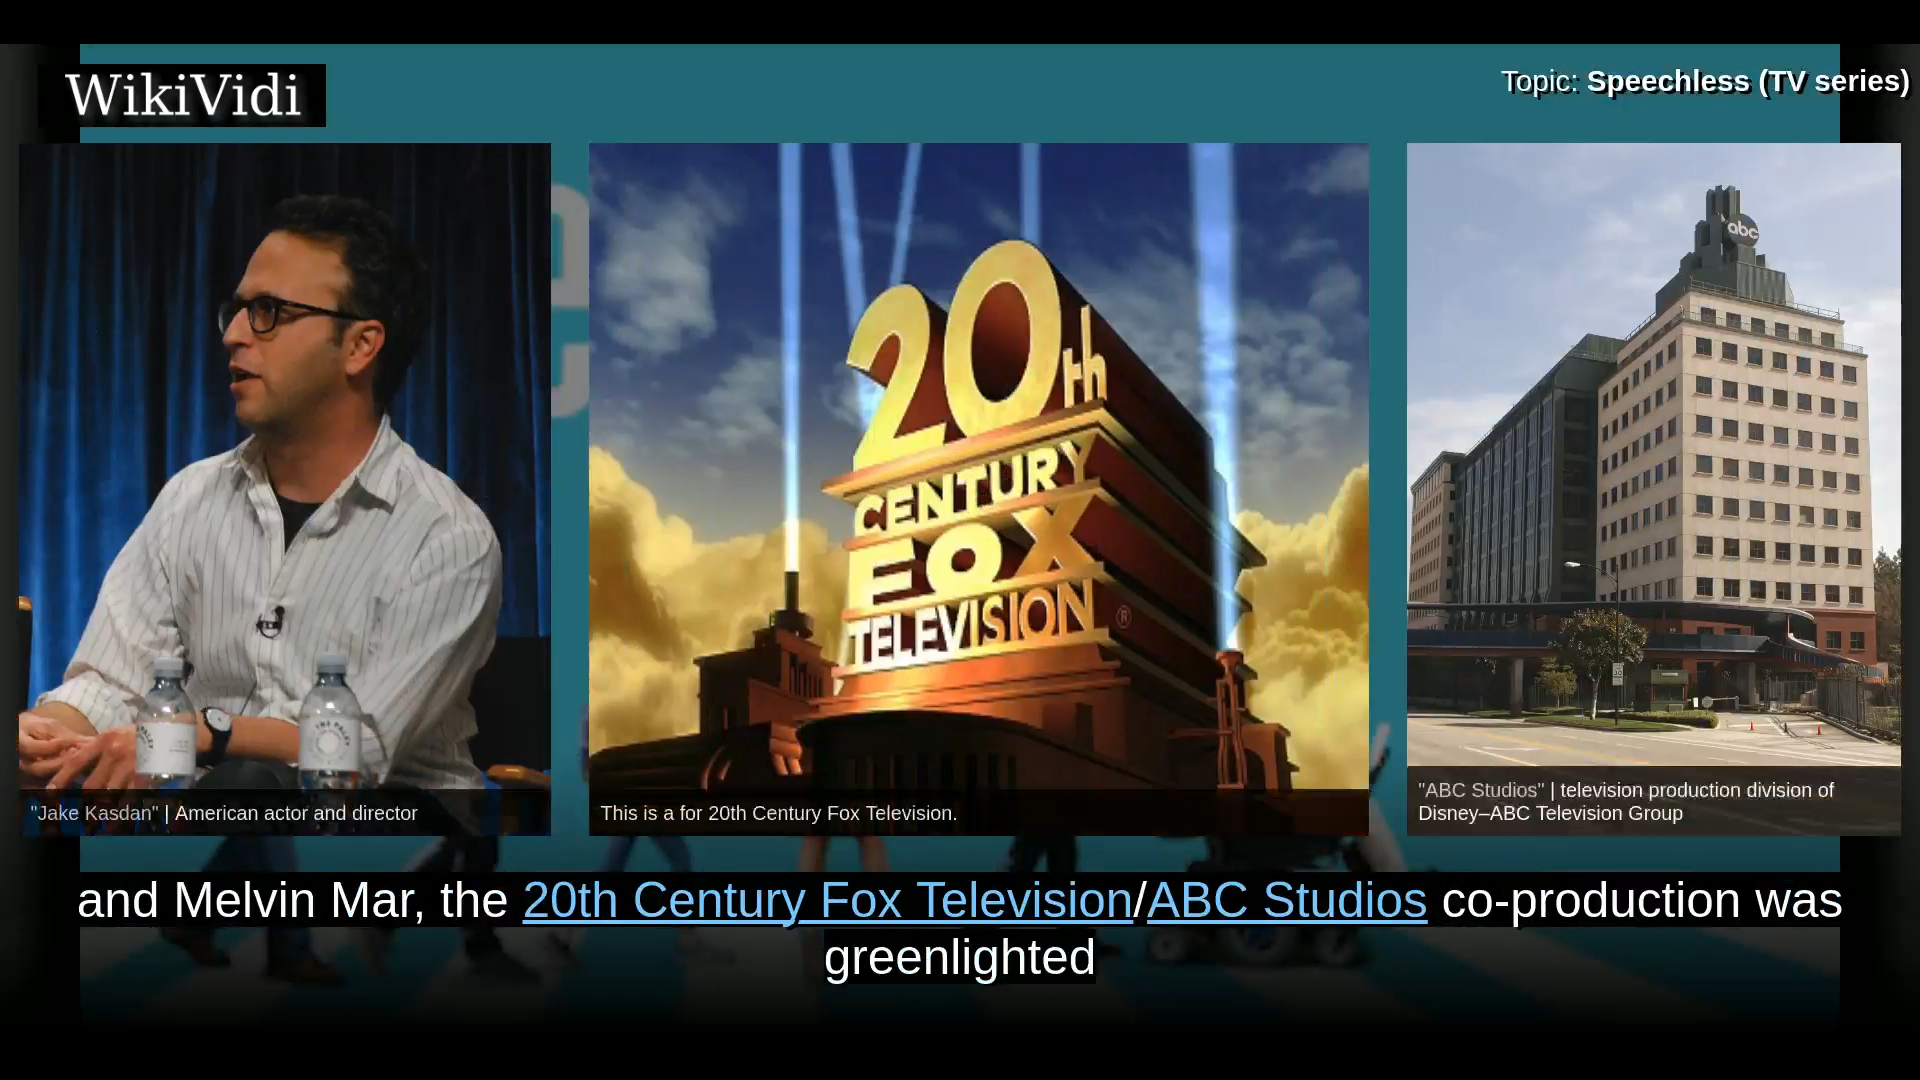 WikiVidi
Topic: Speechless (TV series)
abc
20th
CENTURY
FOX
TELEVISION
®
"Jake Kasdan" | American actor and director
This is a for 20th Century Fox Television.
"ABC Studios" | television production division of
Disney–ABC Television Group
and Melvin Mar, the 20th Century Fox Television/ABC Studios co-production was
greenlighted